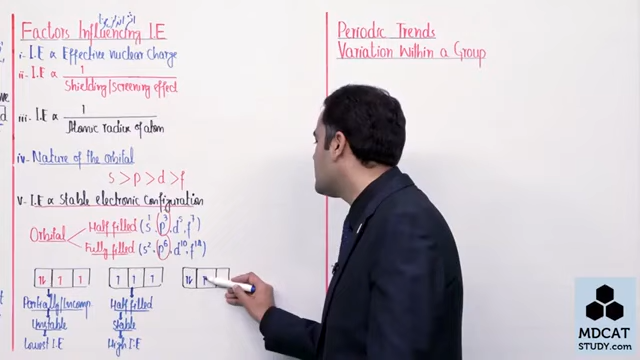 Factors Influencing I.E
i- I.E ∝ Effective nuclear charge
ii- I.E ∝ 1
Shielding/screening effect
iii- I.E ∝ 1
Atomic radius of atom
iv- Nature of the orbital
s > p > d > f
v- I.E ∝ Stable electronic configuration
Orbital
Half filled (s¹.p³.d⁵.f⁷)
Fully filled (s².p⁶.d¹⁰.f¹⁴)
Partially/Incomp.
Unstable
Lowest I.E
Half filled
Stable
High I.E
Periodic Trends
Variation within a Group
MDCAT
STUDY.com